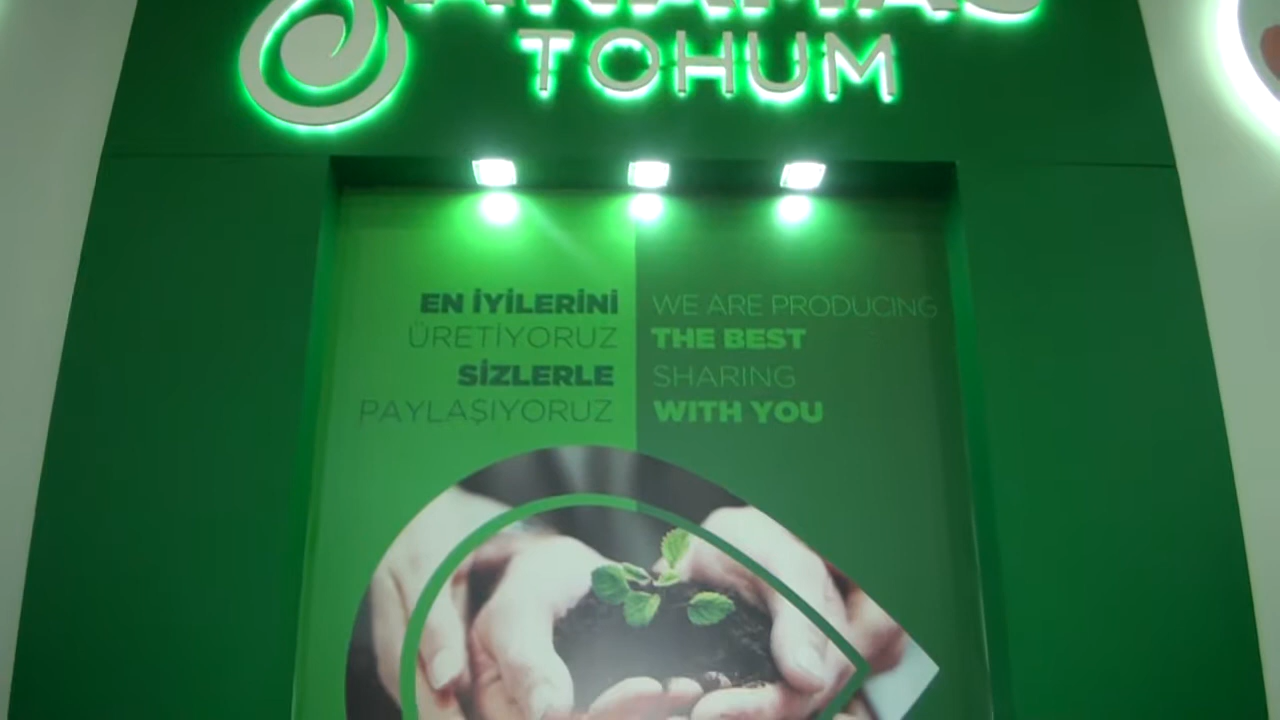 TOHUM
EN İYİLERİNİ
ÜRETİYORUZ
SİZLERLE
PAYLAŞIYORUZ
WE ARE PRODUCING
THE BEST
SHARING
WITH YOU